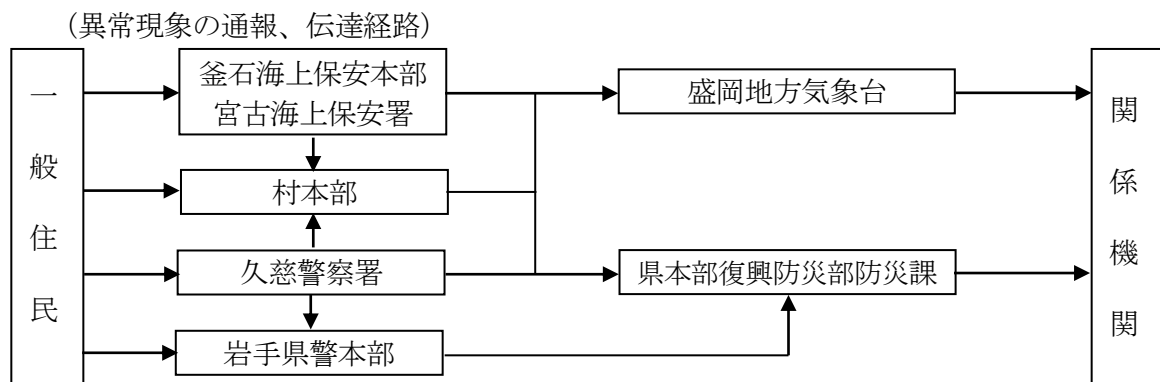 （異常現象の通報、伝達経路）
一般住民
釜石海上保安本部
宮古海上保安署
村本部
久慈警察署
岩手県警本部
盛岡地方気象台
県本部復興防災部防災課
関係機関